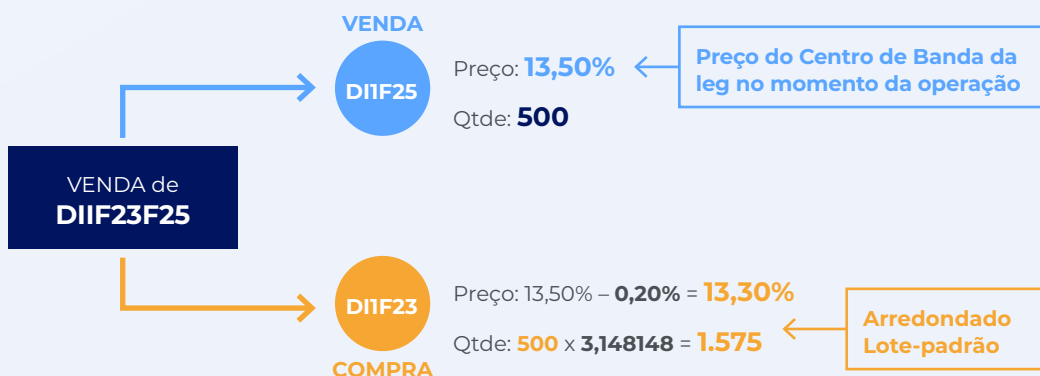 VENDA
DI1F25
Preço: 13,50%
Qtde: 500
Preço do Centro de Banda da
leg no momento da operação
VENDA de
DIIF23F25
DI1F23
COMPRA
Preço: 13,50% – 0,20% = 13,30%
Qtde: 500 x 3,148148 = 1.575
Arredondado
Lote-padrão